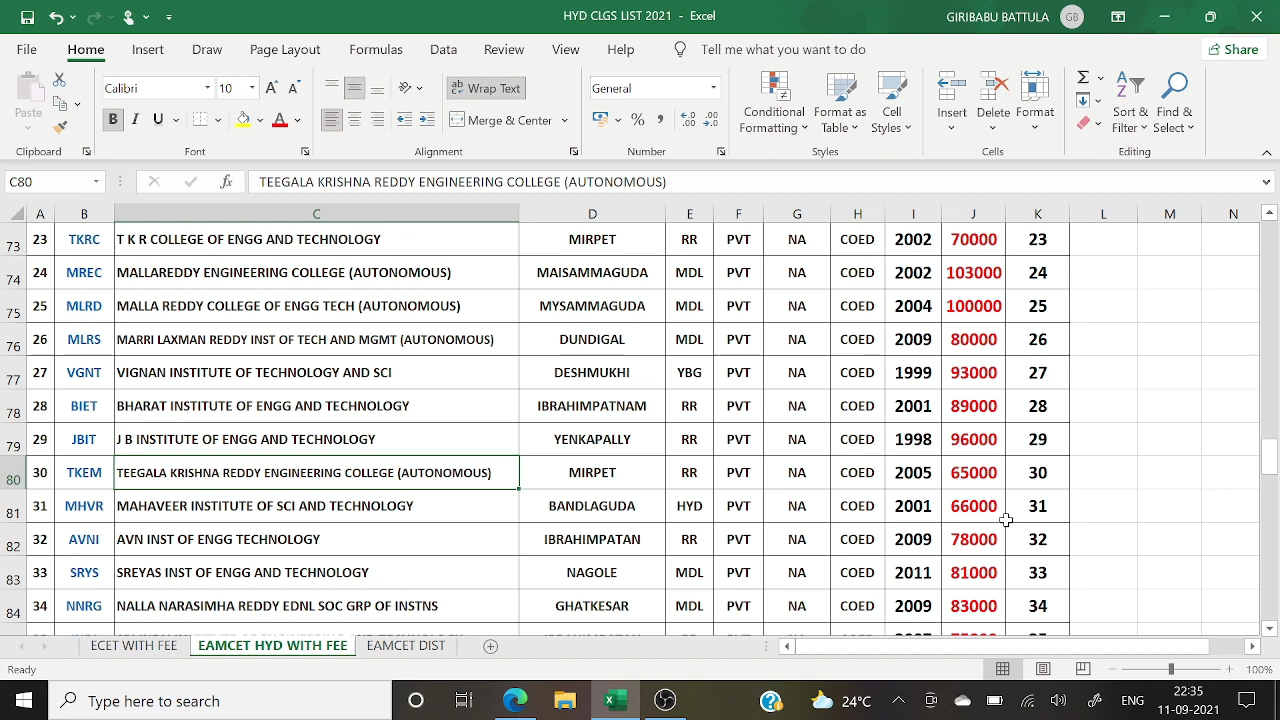 HYD CLGS LIST 2021 - Excel
GIRIBABU BATTULA GB
File Home Insert Draw Page Layout Formulas Data Review View Help Tell me what you want to do Share
Paste
Clipboard
Calibri 10
B I U
Font
Wrap Text
Merge & Center
Alignment
General
Number
Conditional Formatting
Format as Table
Cell Styles
Styles
Insert Delete Format
Cells
Sort & Filter
Find & Select
Editing
C80 fx TEEGALA KRISHNA REDDY ENGINEERING COLLEGE (AUTONOMOUS)
A B C D E F G H I J K L M N
73 23 TKRC T K R COLLEGE OF ENGG AND TECHNOLOGY MIRPET RR PVT NA COED 2002 70000 23
74 24 MREC MALLAREDDY ENGINEERING COLLEGE (AUTONOMOUS) MAISAMMAGUDA MDL PVT NA COED 2002 103000 24
75 25 MLRD MALLA REDDY COLLEGE OF ENGG TECH (AUTONOMOUS) MYSAMMAGUDA MDL PVT NA COED 2004 100000 25
76 26 MLRS MARRI LAXMAN REDDY INST OF TECH AND MGMT (AUTONOMOUS) DUNDIGAL MDL PVT NA COED 2009 80000 26
77 27 VGNT VIGNAN INSTITUTE OF TECHNOLOGY AND SCI DESHMUKHI YBG PVT NA COED 1999 93000 27
78 28 BIET BHARAT INSTITUTE OF ENGG AND TECHNOLOGY IBRAHIMPATNAM RR PVT NA COED 2001 89000 28
79 29 JBIT J B INSTITUTE OF ENGG AND TECHNOLOGY YENKAPALLY RR PVT NA COED 1998 96000 29
80 30 TKEM TEEGALA KRISHNA REDDY ENGINEERING COLLEGE (AUTONOMOUS) MIRPET RR PVT NA COED 2005 65000 30
81 31 MHVR MAHAVEER INSTITUTE OF SCI AND TECHNOLOGY BANDLAGUDA HYD PVT NA COED 2001 66000 31
82 32 AVNI AVN INST OF ENGG TECHNOLOGY IBRAHIMPATAN RR PVT NA COED 2009 78000 32
83 33 SRYS SREYAS INST OF ENGG AND TECHNOLOGY NAGOLE MDL PVT NA COED 2011 81000 33
84 34 NNRG NALLA NARASIMHA REDDY EDNL SOC GRP OF INSTNS GHATKESAR MDL PVT NA COED 2009 83000 34
ECET WITH FEE EAMCET HYD WITH FEE EAMCET DIST
Ready 100%
Type here to search 24°C ENG 22:35
11-09-2021